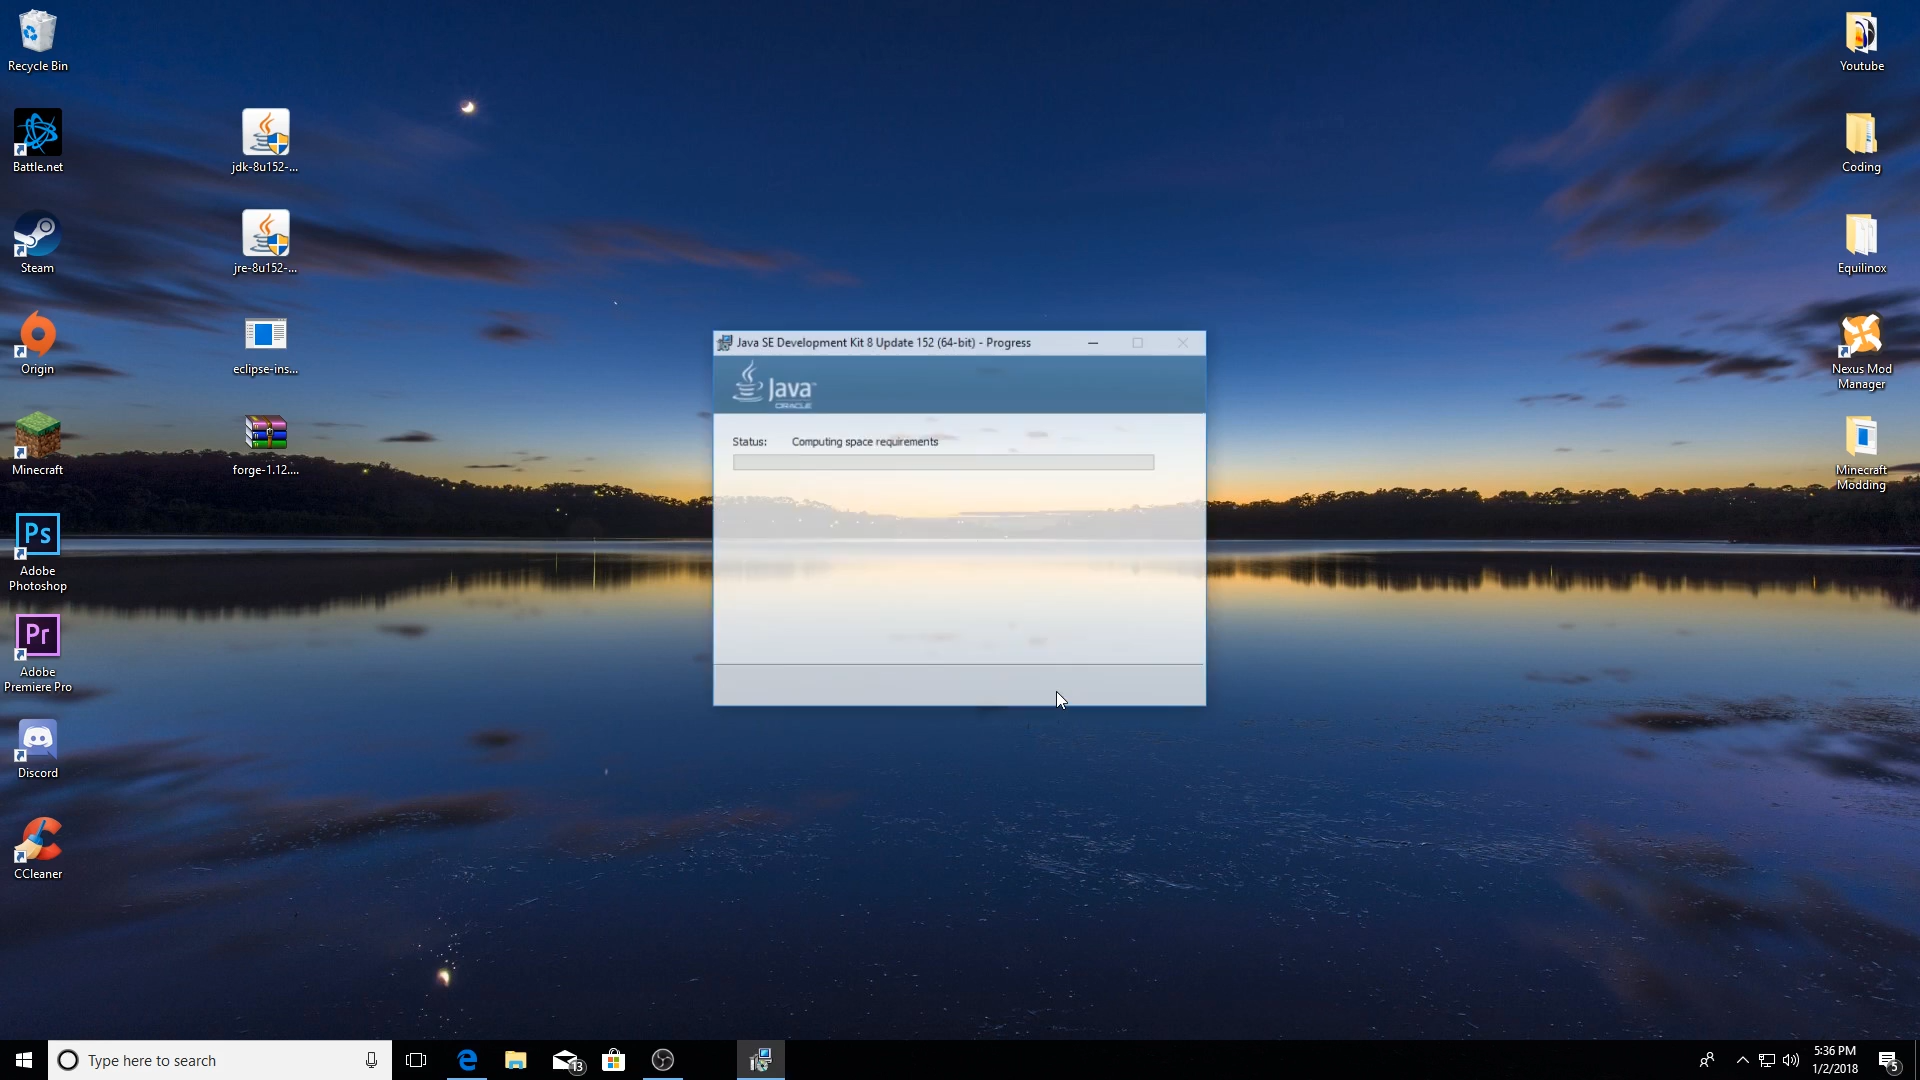 Recycle Bin
Battle.net
Steam
Origin
Minecraft
Ps
Adobe
Photoshop
Pr
Adobe
Premiere Pro
Discord
CCleaner
jdk-8u152-...
jre-8u152-...
eclipse-ins...
forge-1.12....
Java SE Development Kit 8 Update 152 (64-bit) - Progress
Java™
ORACLE
Status: Computing space requirements
Youtube
Coding
Equilinox
Nexus Mod
Manager
Minecraft
Modding
Type here to search
13
5:36 PM
1/2/2018
5